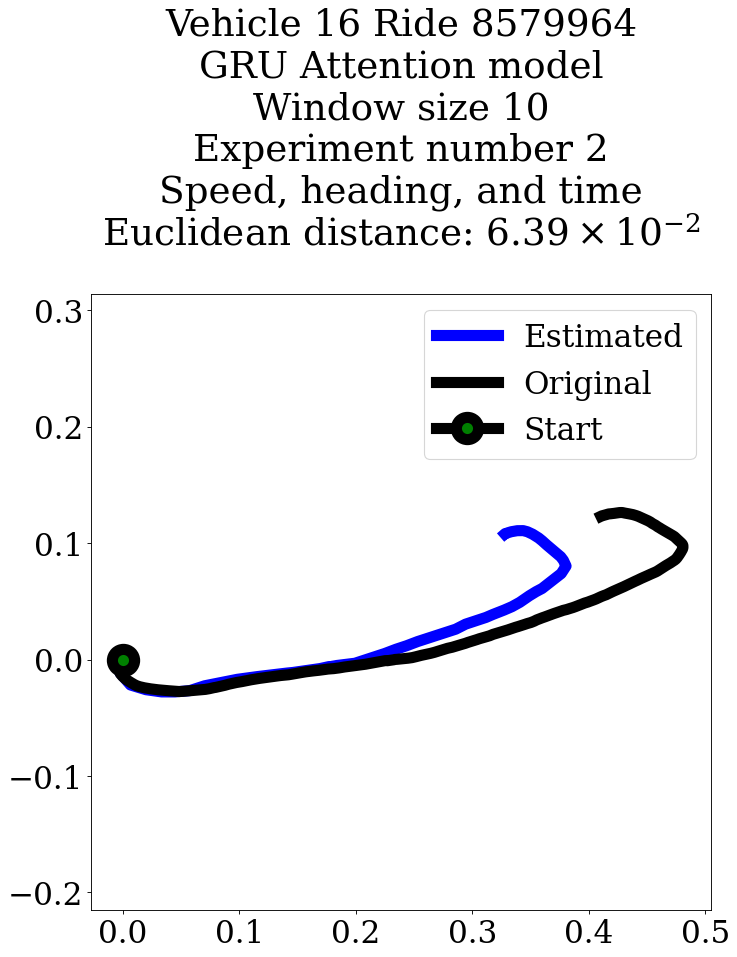 Vehicle 16 Ride 8579964
GRU Attention model
Window size 10
Experiment number 2
Speed, heading, and time
Euclidean distance: 6.39 × 10⁻²
0.3
0.2
0.1
0.0
−0.1
−0.2
Estimated
Original
Start
0.0 0.1 0.2 0.3 0.4 0.5